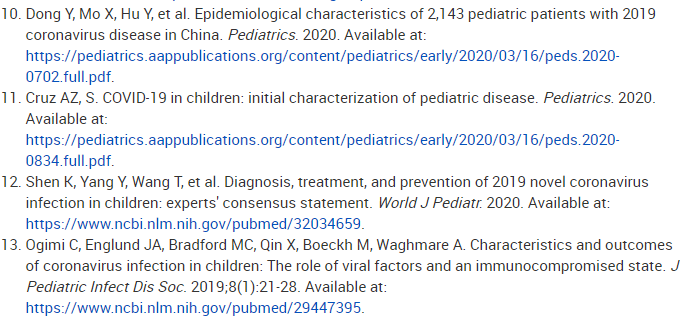 10. Dong Y, Mo X, Hu Y, et al. Epidemiological characteristics of 2,143 pediatric patients with 2019
coronavirus disease in China. Pediatrics. 2020. Available at:
https://pediatrics.aappublications.org/content/pediatrics/early/2020/03/16/peds.2020-
0702.full.pdf.
11. Cruz AZ, S. COVID-19 in children: initial characterization of pediatric disease. Pediatrics. 2020.
Available at:
https://pediatrics.aappublications.org/content/pediatrics/early/2020/03/16/peds.2020-
0834.full.pdf.
12. Shen K, Yang Y, Wang T, et al. Diagnosis, treatment, and prevention of 2019 novel coronavirus
infection in children: experts' consensus statement. World J Pediatr. 2020. Available at:
https://www.ncbi.nlm.nih.gov/pubmed/32034659.
13. Ogimi C, Englund JA, Bradford MC, Qin X, Boeckh M, Waghmare A. Characteristics and outcomes
of coronavirus infection in children: The role of viral factors and an immunocompromised state. J
Pediatric Infect Dis Soc. 2019;8(1):21-28. Available at:
https://www.ncbi.nlm.nih.gov/pubmed/29447395.